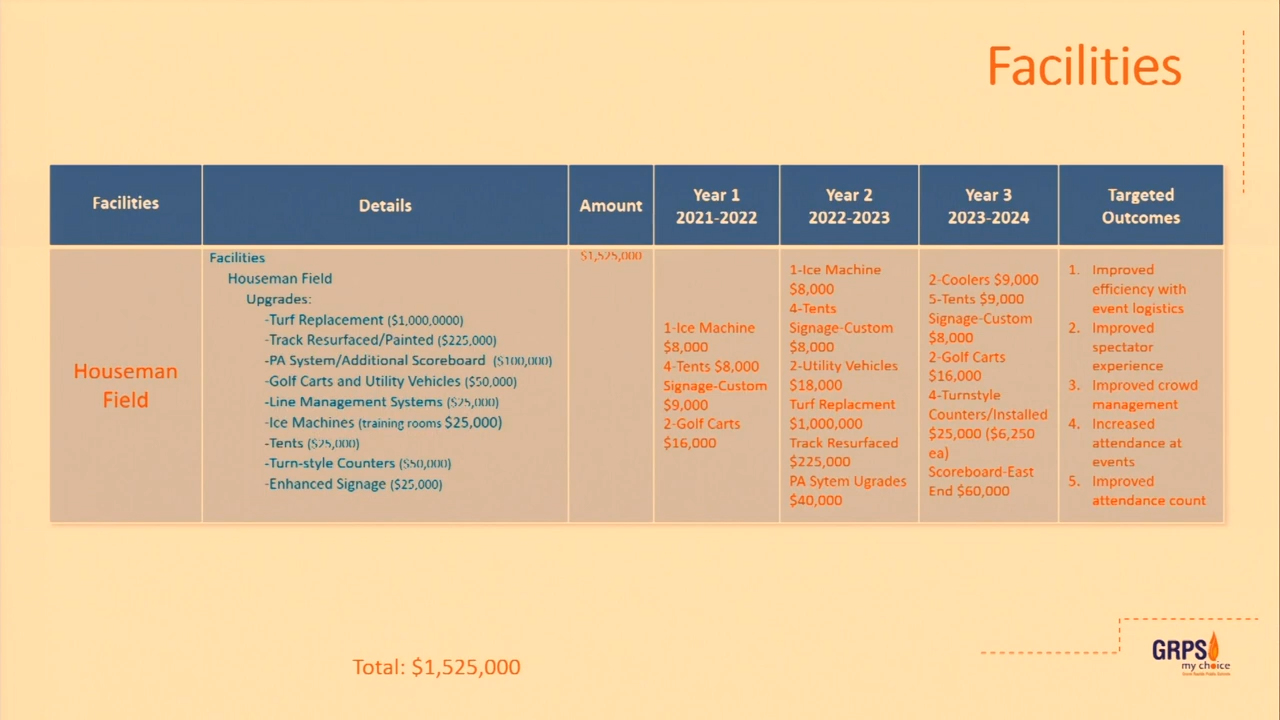 Facilities
Facilities
Details
Amount
Year 1
2021-2022
Year 2
2022-2023
Year 3
2023-2024
Targeted
Outcomes
Houseman
Field
Facilities
Houseman Field
Upgrades:
-Turf Replacement ($1,000,0000)
-Track Resurfaced/Painted ($225,000)
-PA System/Additional Scoreboard ($100,000)
-Golf Carts and Utility Vehicles ($50,000)
-Line Management Systems ($25,000)
-Ice Machines (training rooms $25,000)
-Tents ($25,000)
-Turn-style Counters ($50,000)
-Enhanced Signage ($25,000)
$1,525,000
1-Ice Machine
$8,000
4-Tents $8,000
Signage-Custom
$9,000
2-Golf Carts
$16,000
1-Ice Machine
$8,000
4-Tents
Signage-Custom
$8,000
2-Utility Vehicles
$18,000
Turf Replacment
$1,000,000
Track Resurfaced
$225,000
PA Sytem Ugrades
$40,000
2-Coolers $9,000
5-Tents $9,000
Signage-Custom
$8,000
2-Golf Carts
$16,000
4-Turnstyle
Counters/Installed
$25,000 ($6,250
ea)
Scoreboard-East
End $60,000
1. Improved
efficiency with
event logistics
2. Improved
spectator
experience
3. Improved crowd
management
4. Increased
attendance at
events
5. Improved
attendance count
Total: $1,525,000
GRPS
my choice
Grand Rapids Public Schools